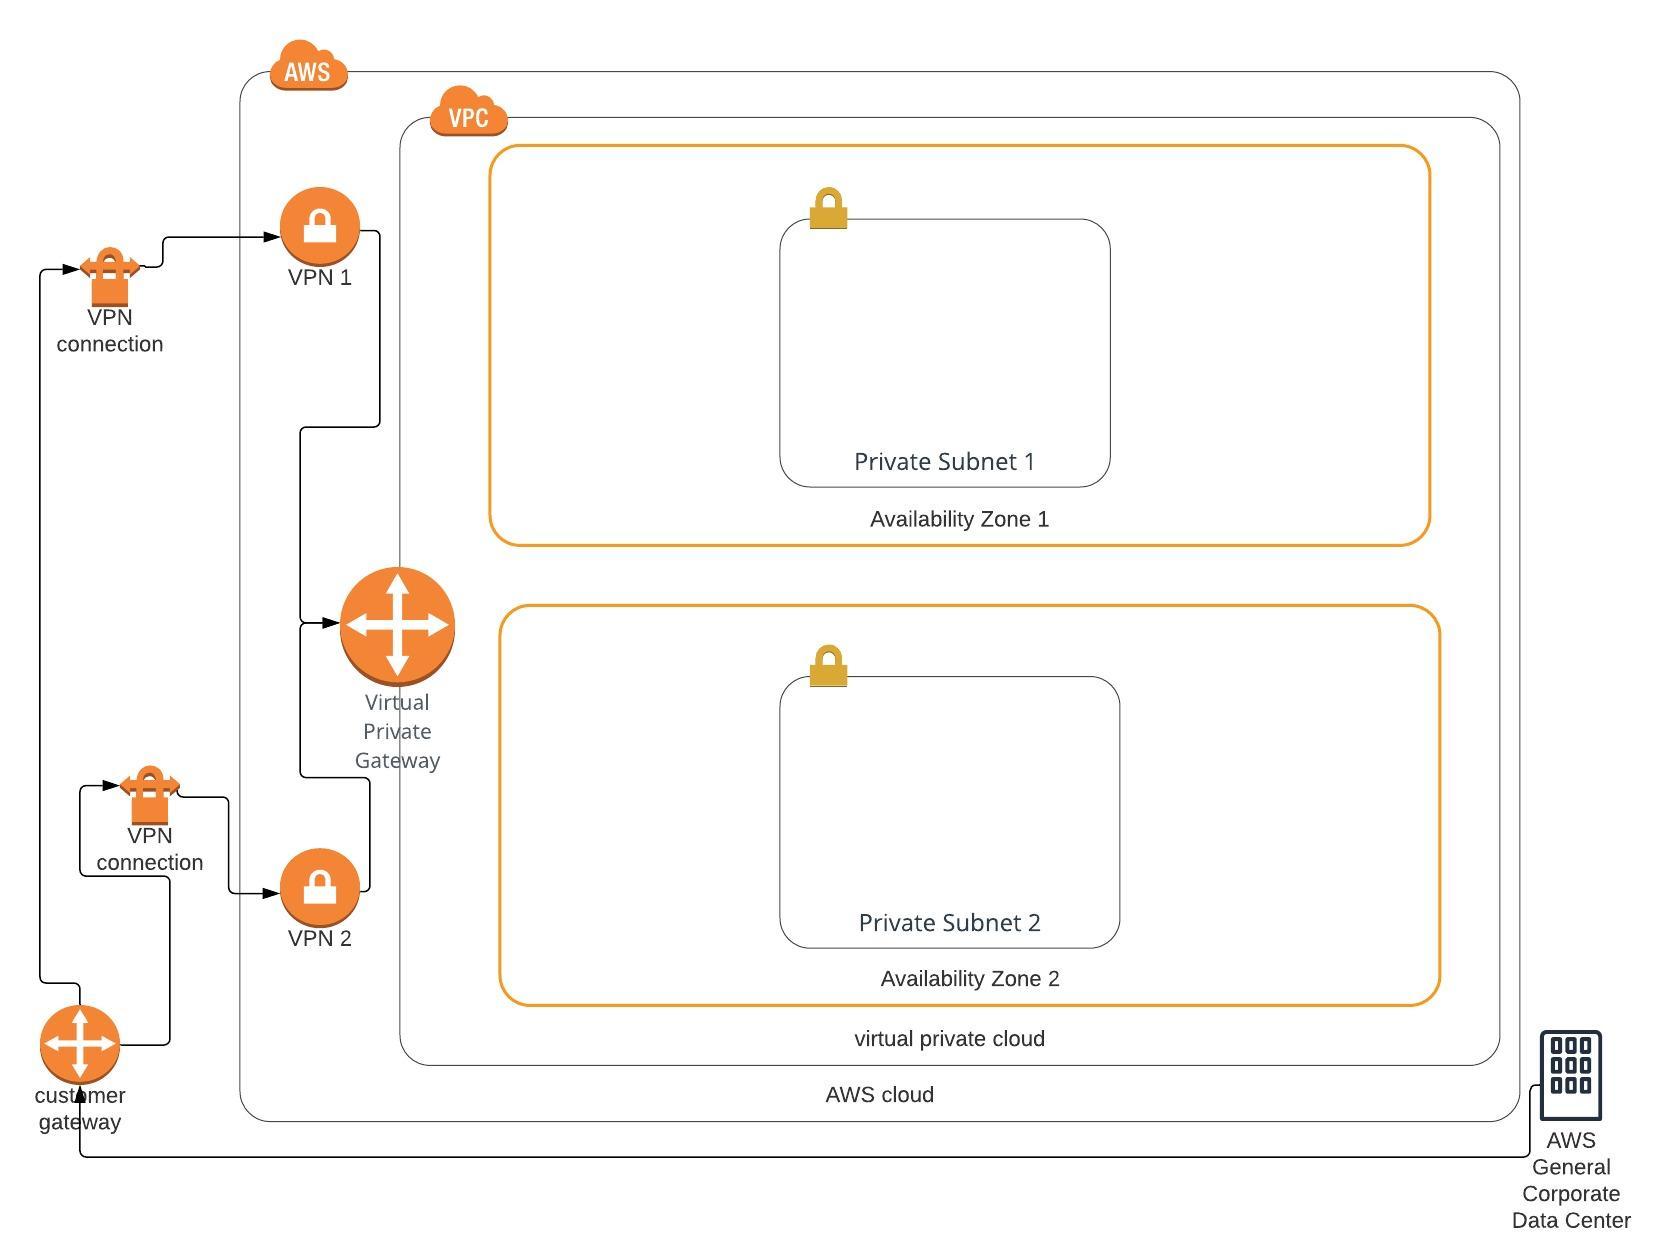 AWS
VPC
VPN 1
VPN
connection
Private Subnet 1
Availability Zone 1
Virtual
Private
Gateway
VPN
connection
VPN 2
Private Subnet 2
Availability Zone 2
virtual private cloud
AWS cloud
customer
gateway
AWS
General
Corporate
Data Center